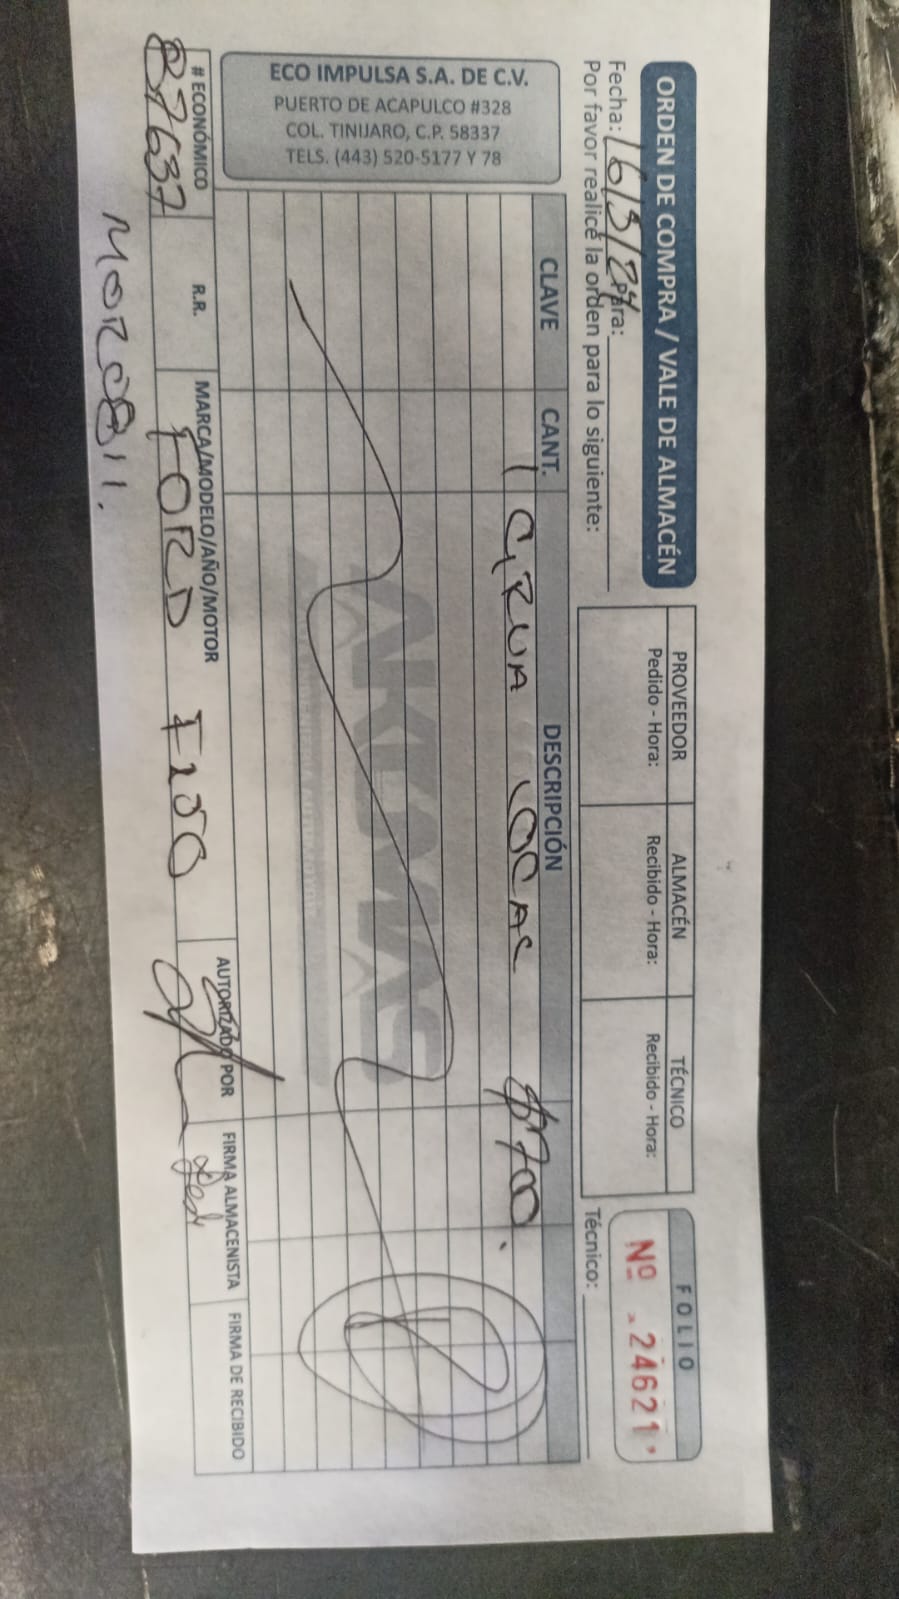 ORDEN DE COMPRA / VALE DE ALMACÉN
Fecha: 16/3/24 Para:
Por favor realicé la orden para lo siguiente:
PROVEEDOR ALMACÉN TÉCNICO
Pedido - Hora: Recibido - Hora: Recibido - Hora:
FOLIO
Nº 24621
Técnico:
CLAVE CANT. DESCRIPCIÓN
1 GRUA LOCAL $700.
ECO IMPULSA S.A. DE C.V.
PUERTO DE ACAPULCO #328
COL. TINIJARO, C.P. 58337
TELS. (443) 520-5177 Y 78
# ECONÓMICO R.R. MARCA/MODELO/AÑO/MOTOR AUTORIZADO POR FIRMA ALMACENISTA FIRMA DE RECIBIDO
87637 FORD F200
MOR0811.